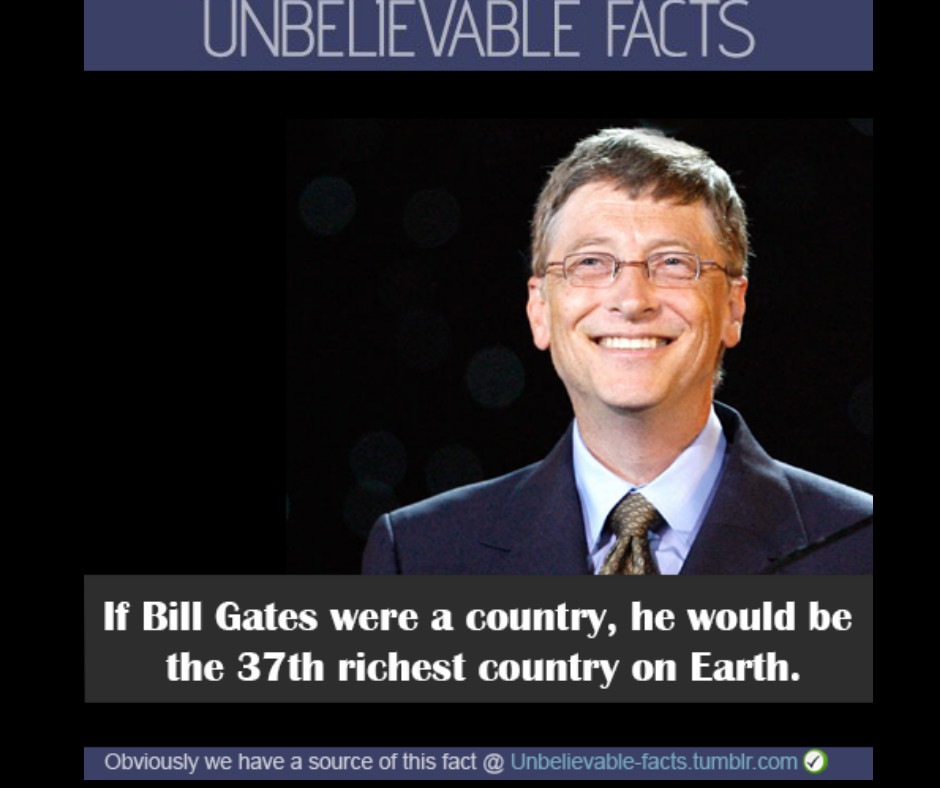 UNBELIEVABLE FACTS
If Bill Gates were a country, he would be
the 37th richest country on Earth.
Obviously we have a source of this fact @ Unbelievable-facts.tumblr.com